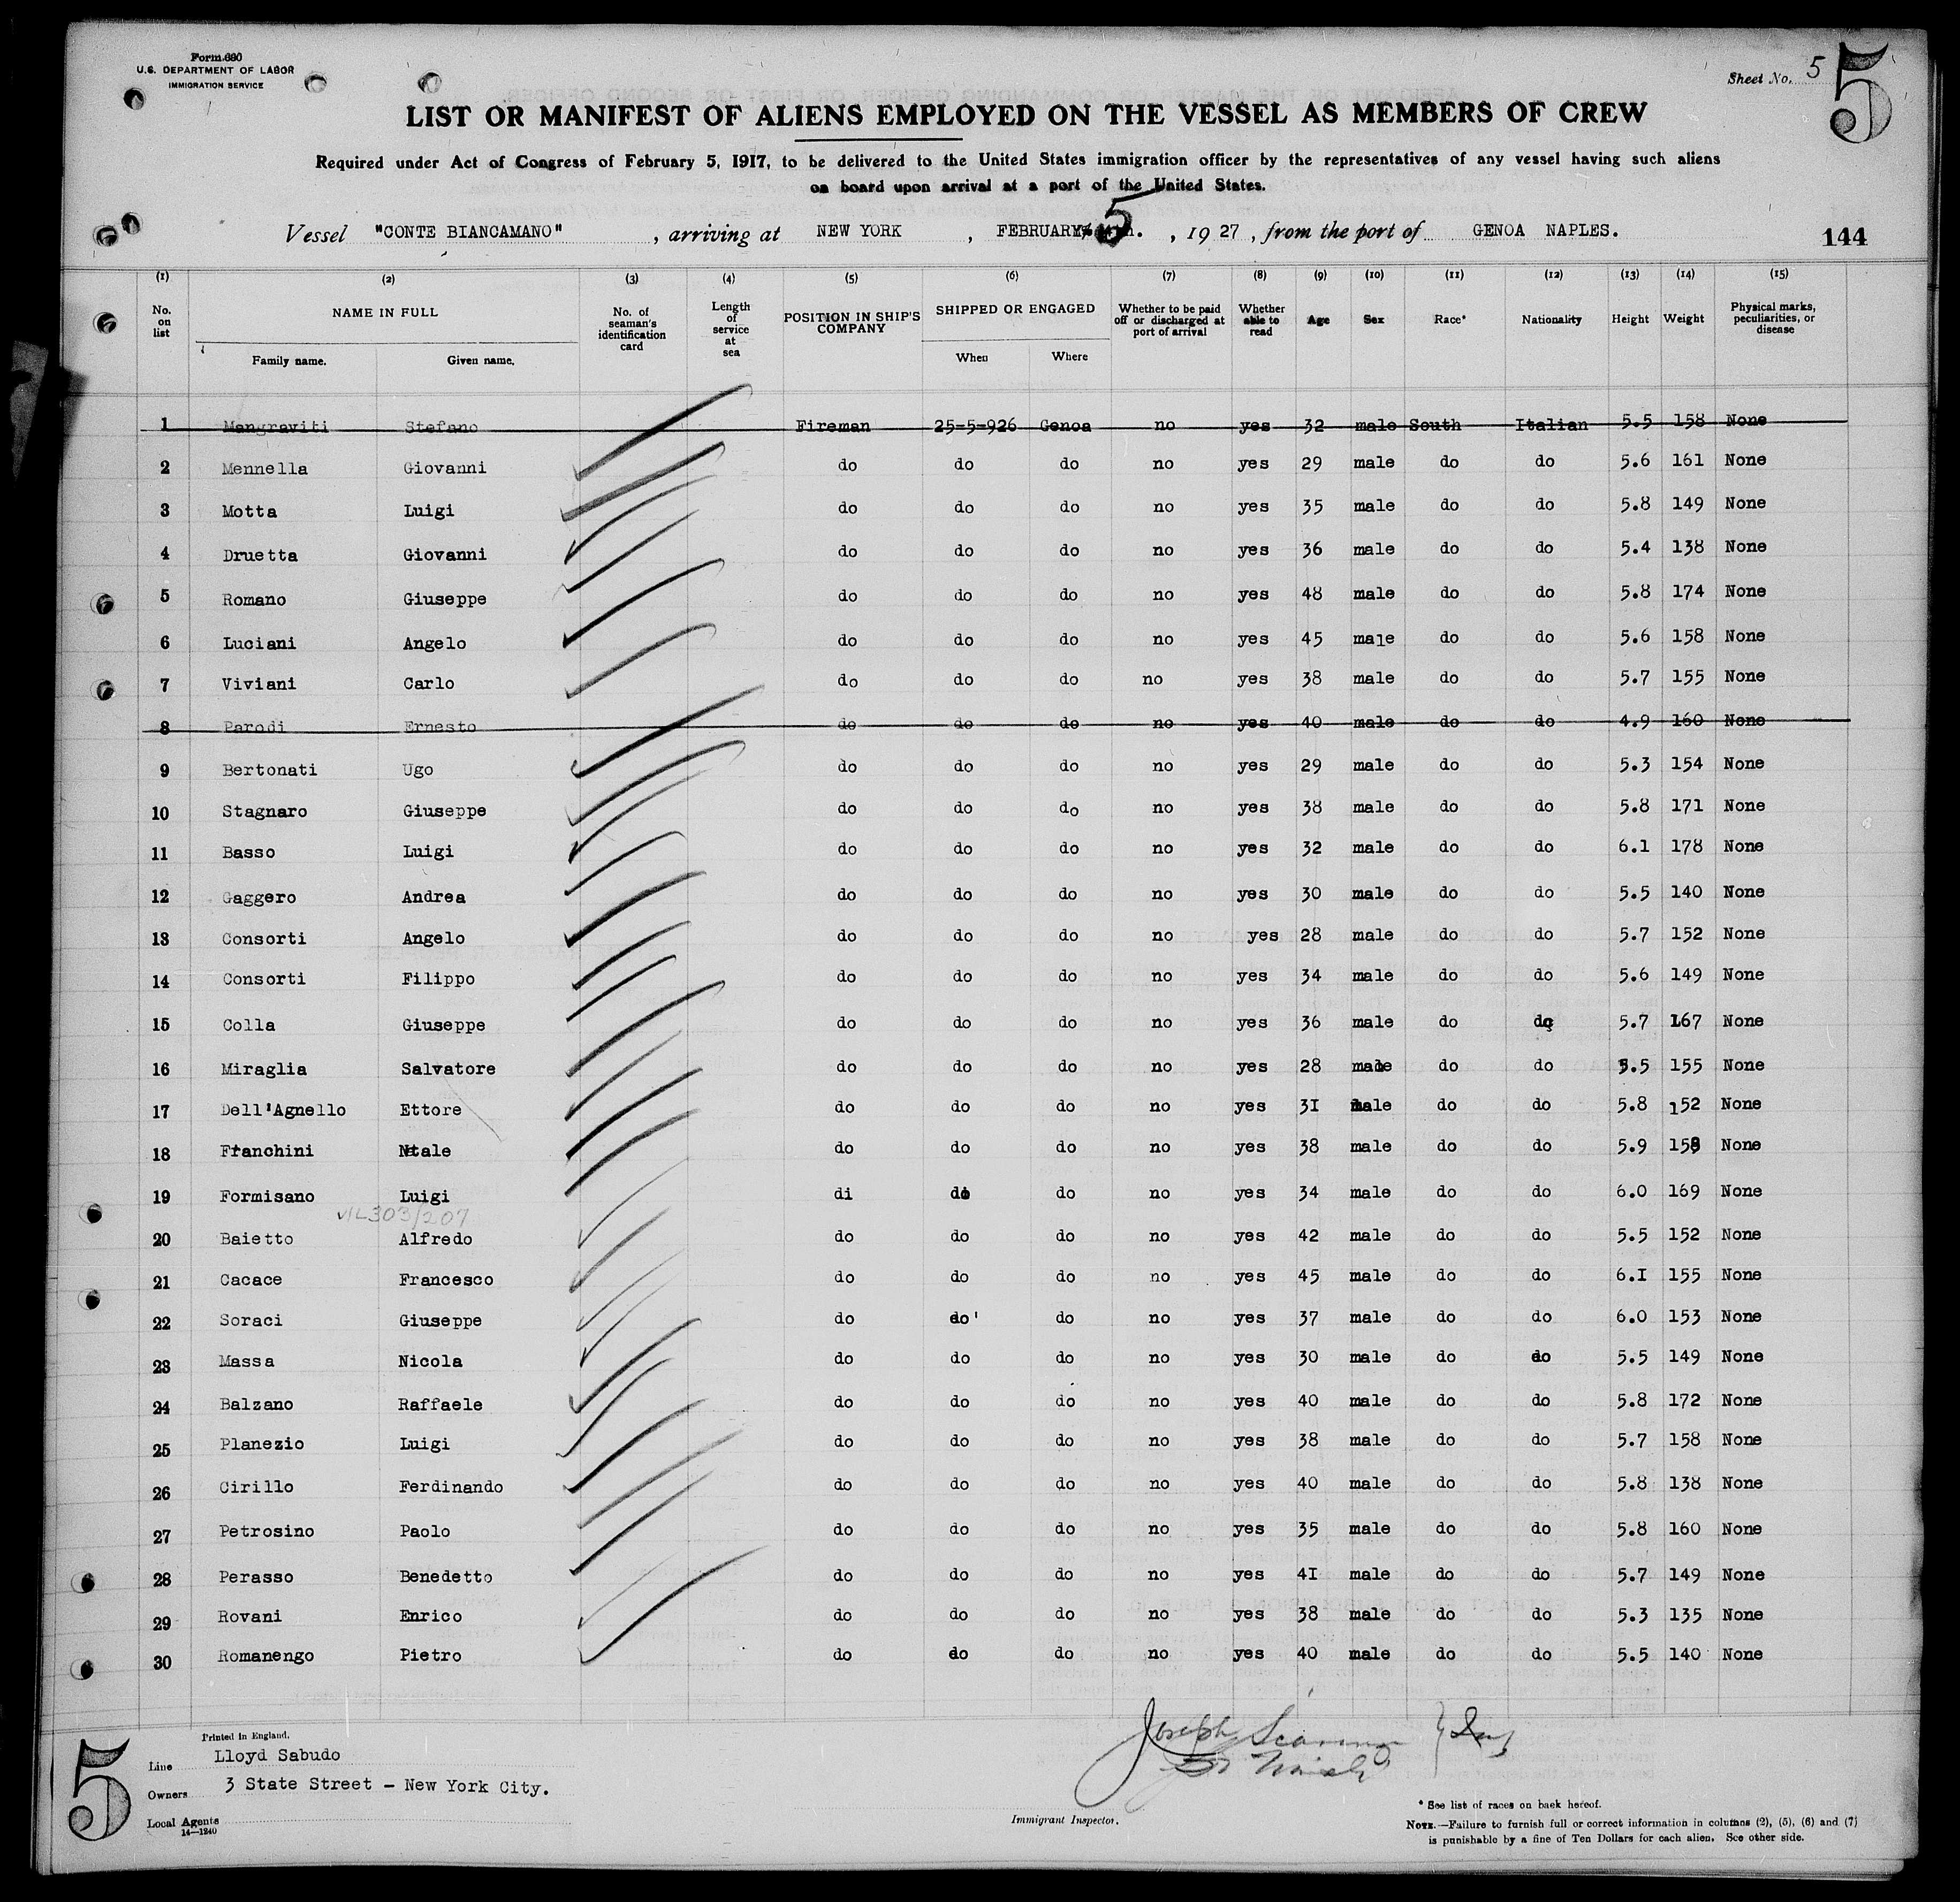 Form 680
U.S. DEPARTMENT OF LABOR
IMMIGRATION SERVICE
Sheet No. 5
5
LIST OR MANIFEST OF ALIENS EMPLOYED ON THE VESSEL AS MEMBERS OF CREW
Required under Act of Congress of February 5, 1917, to be delivered to the United States immigration officer by the representatives of any vessel having such aliens
on board upon arrival at a port of the United States.
Vessel "CONTE BIANCAMANO" , arriving at NEW YORK , FEBRUARY 5 , 1927 , from the port of GENOA NAPLES.
144
(1) (2) (3) (4) (5) (6) (7) (8) (9) (10) (11) (12) (13) (14) (15)
No. on list NAME IN FULL Family name. Given name. No. of seaman's identification card Length of service at sea POSITION IN SHIP'S COMPANY SHIPPED OR ENGAGED When Where Whether to be paid off or discharged at port of arrival Whether able to read Age Sex Race* Nationality Height Weight Physical marks, peculiarities, or disease
1 Mangraviti Stefano Fireman 25-5-926 Genoa no yes 32 male South Italian 5.5 158 None
2 Mennella Giovanni do do do no yes 29 male do do 5.6 161 None
3 Motta Luigi do do do no yes 35 male do do 5.8 149 None
4 Druetta Giovanni do do do no yes 36 male do do 5.4 138 None
5 Romano Giuseppe do do do no yes 48 male do do 5.8 174 None
6 Luciani Angelo do do do no yes 45 male do do 5.6 158 None
7 Viviani Carlo do do do no yes 38 male do do 5.7 155 None
8 Parodi Ernesto do do do no yes 40 male do do 4.9 160 None
9 Bertonati Ugo do do do no yes 29 male do do 5.3 154 None
10 Stagnaro Giuseppe do do do no yes 38 male do do 5.8 171 None
11 Basso Luigi do do do no yes 32 male do do 6.1 178 None
12 Gaggero Andrea do do do no yes 30 male do do 5.5 140 None
13 Consorti Angelo do do do no yes 28 male do do 5.7 152 None
14 Consorti Filippo do do do no yes 34 male do do 5.6 149 None
15 Colla Giuseppe do do do no yes 36 male do do 5.7 167 None
16 Miraglia Salvatore do do do no yes 28 male do do 5.5 155 None
17 Dell'Agnello Ettore do do do no yes 31 male do do 5.8 152 None
18 Franchini Natale do do do no yes 38 male do do 5.9 158 None
19 Formisano Luigi di do do no yes 34 male do do 6.0 169 None
VIL303/207
20 Baietto Alfredo do do do no yes 42 male do do 5.5 152 None
21 Cacace Francesco do do do no yes 45 male do do 6.1 155 None
22 Soraci Giuseppe do do' do no yes 37 male do do 6.0 153 None
23 Massa Nicola do do do no yes 30 male do do 5.5 149 None
24 Balzano Raffaele do do do no yes 40 male do do 5.8 172 None
25 Planezio Luigi do do do no yes 38 male do do 5.7 158 None
26 Cirillo Ferdinando do do do no yes 40 male do do 5.8 138 None
27 Petrosino Paolo do do do no yes 35 male do do 5.8 160 None
28 Perasso Benedetto do do do no yes 41 male do do 5.7 149 None
29 Rovani Enrico do do do no yes 38 male do do 5.3 135 None
30 Romanengo Pietro do do do no yes 40 male do do 5.5 140 None
5
Printed in England.
Line Lloyd Sabudo
Owners 3 State Street - New York City.
Local Agents
14-1240
Joseph
Immigrant Inspector.
* See list of races on back hereof.
NOTE.—Failure to furnish full or correct information in columns (2), (5), (6) and (7)
is punishable by a fine of Ten Dollars for each alien. See other side.